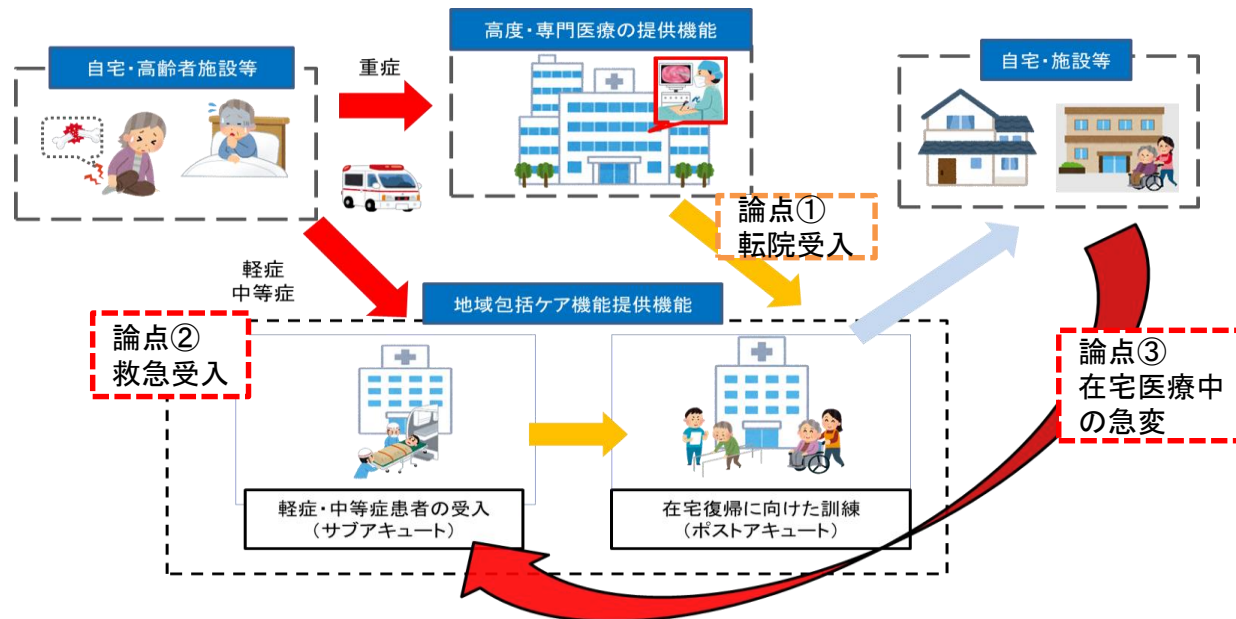 自宅・高齢者施設等
重症
高度・専門医療の提供機能
自宅・施設等
論点①
転院受入
軽症
中等症
地域包括ケア機能提供機能
論点②
救急受入
論点③
在宅医療中
の急変
軽症・中等症患者の受入
(サブアキュート)
在宅復帰に向けた訓練
(ポストアキュート)